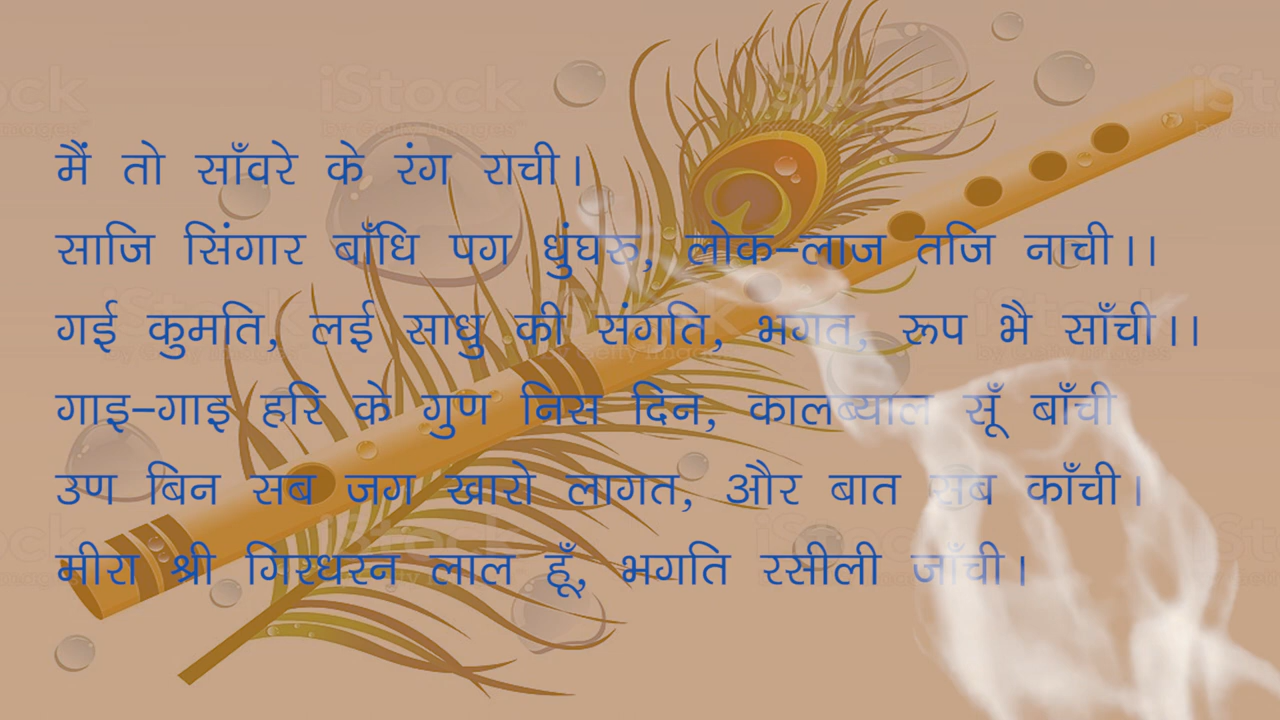 मैं तो साँवरे के रंग राची।
साजि सिंगार बाँधि पग धुंघरु, लोक-लाज तजि नाची।।
गई कुमति, लई साधु की संगति, भगत, रूप भै साँची।।
गाइ-गाइ हरि के गुण निस दिन, कालब्याल सूँ बाँची
उण बिन सब जग खारो लागत, और बात सब काँची।
मीरा श्री गिरधरन लाल हूँ, भगति रसीली जाँची।